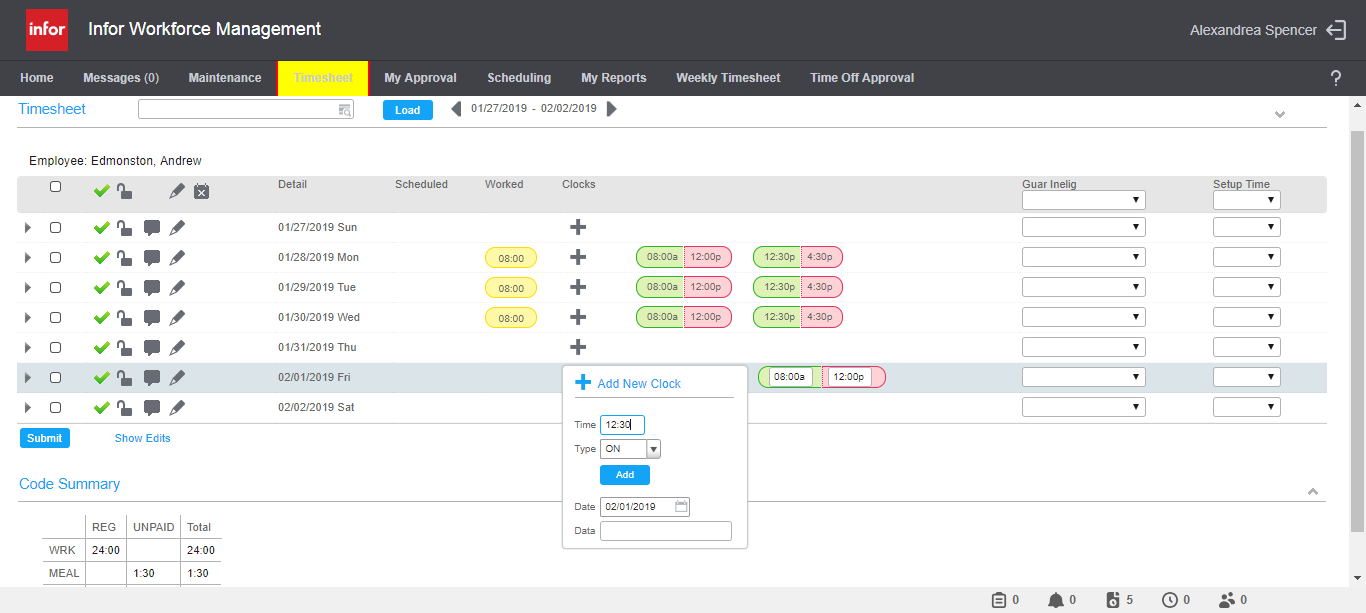 infor Infor Workforce Management Alexandrea Spencer
Home Messages (0) Maintenance Timesheet My Approval Scheduling My Reports Weekly Timesheet Time Off Approval ?
Timesheet Load 01/27/2019 - 02/02/2019
Employee: Edmonston, Andrew
Detail Scheduled Worked Clocks Guar Inelig Setup Time
01/27/2019 Sun
01/28/2019 Mon 08:00 08:00a 12:00p 12:30p 4:30p
01/29/2019 Tue 08:00 08:00a 12:00p 12:30p 4:30p
01/30/2019 Wed 08:00 08:00a 12:00p 12:30p 4:30p
01/31/2019 Thu
02/01/2019 Fri 08:00a 12:00p
Add New Clock
02/02/2019 Sat
Time 12:30
Submit Show Edits
Type ON
Add
Code Summary
Date 02/01/2019
REG UNPAID Total
Data
WRK 24:00 24:00
MEAL 1:30 1:30
0 0 5 0 0